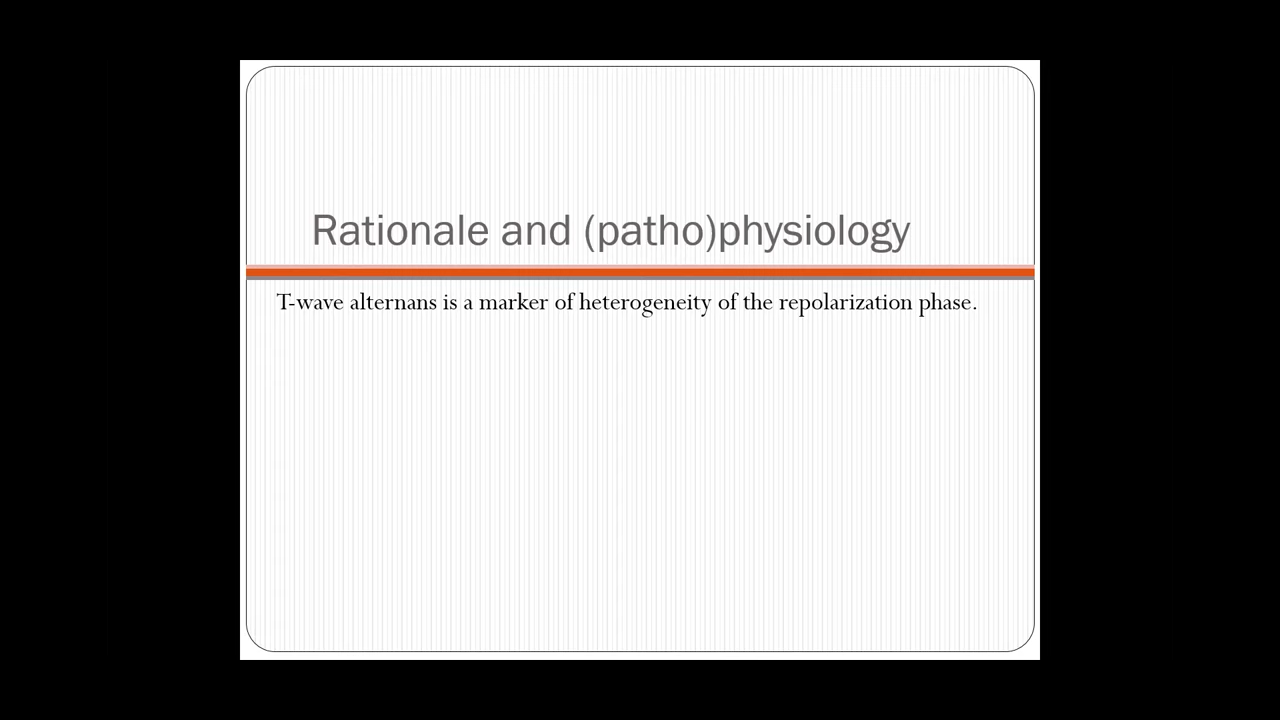 Rationale and (patho)physiology
T-wave alternans is a marker of heterogeneity of the repolarization phase.